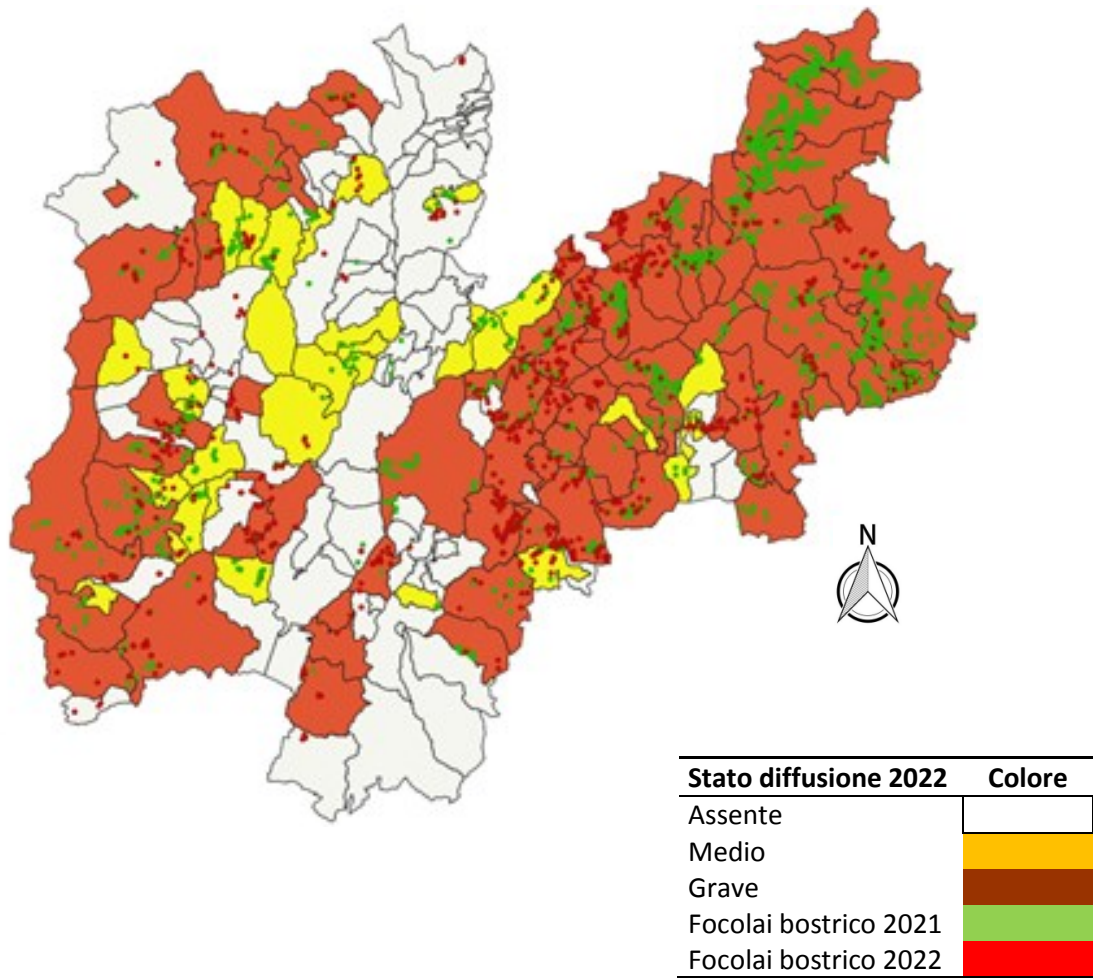 N
Stato diffusione 2022 Colore
Assente
Medio
Grave
Focolai bostrico 2021
Focolai bostrico 2022